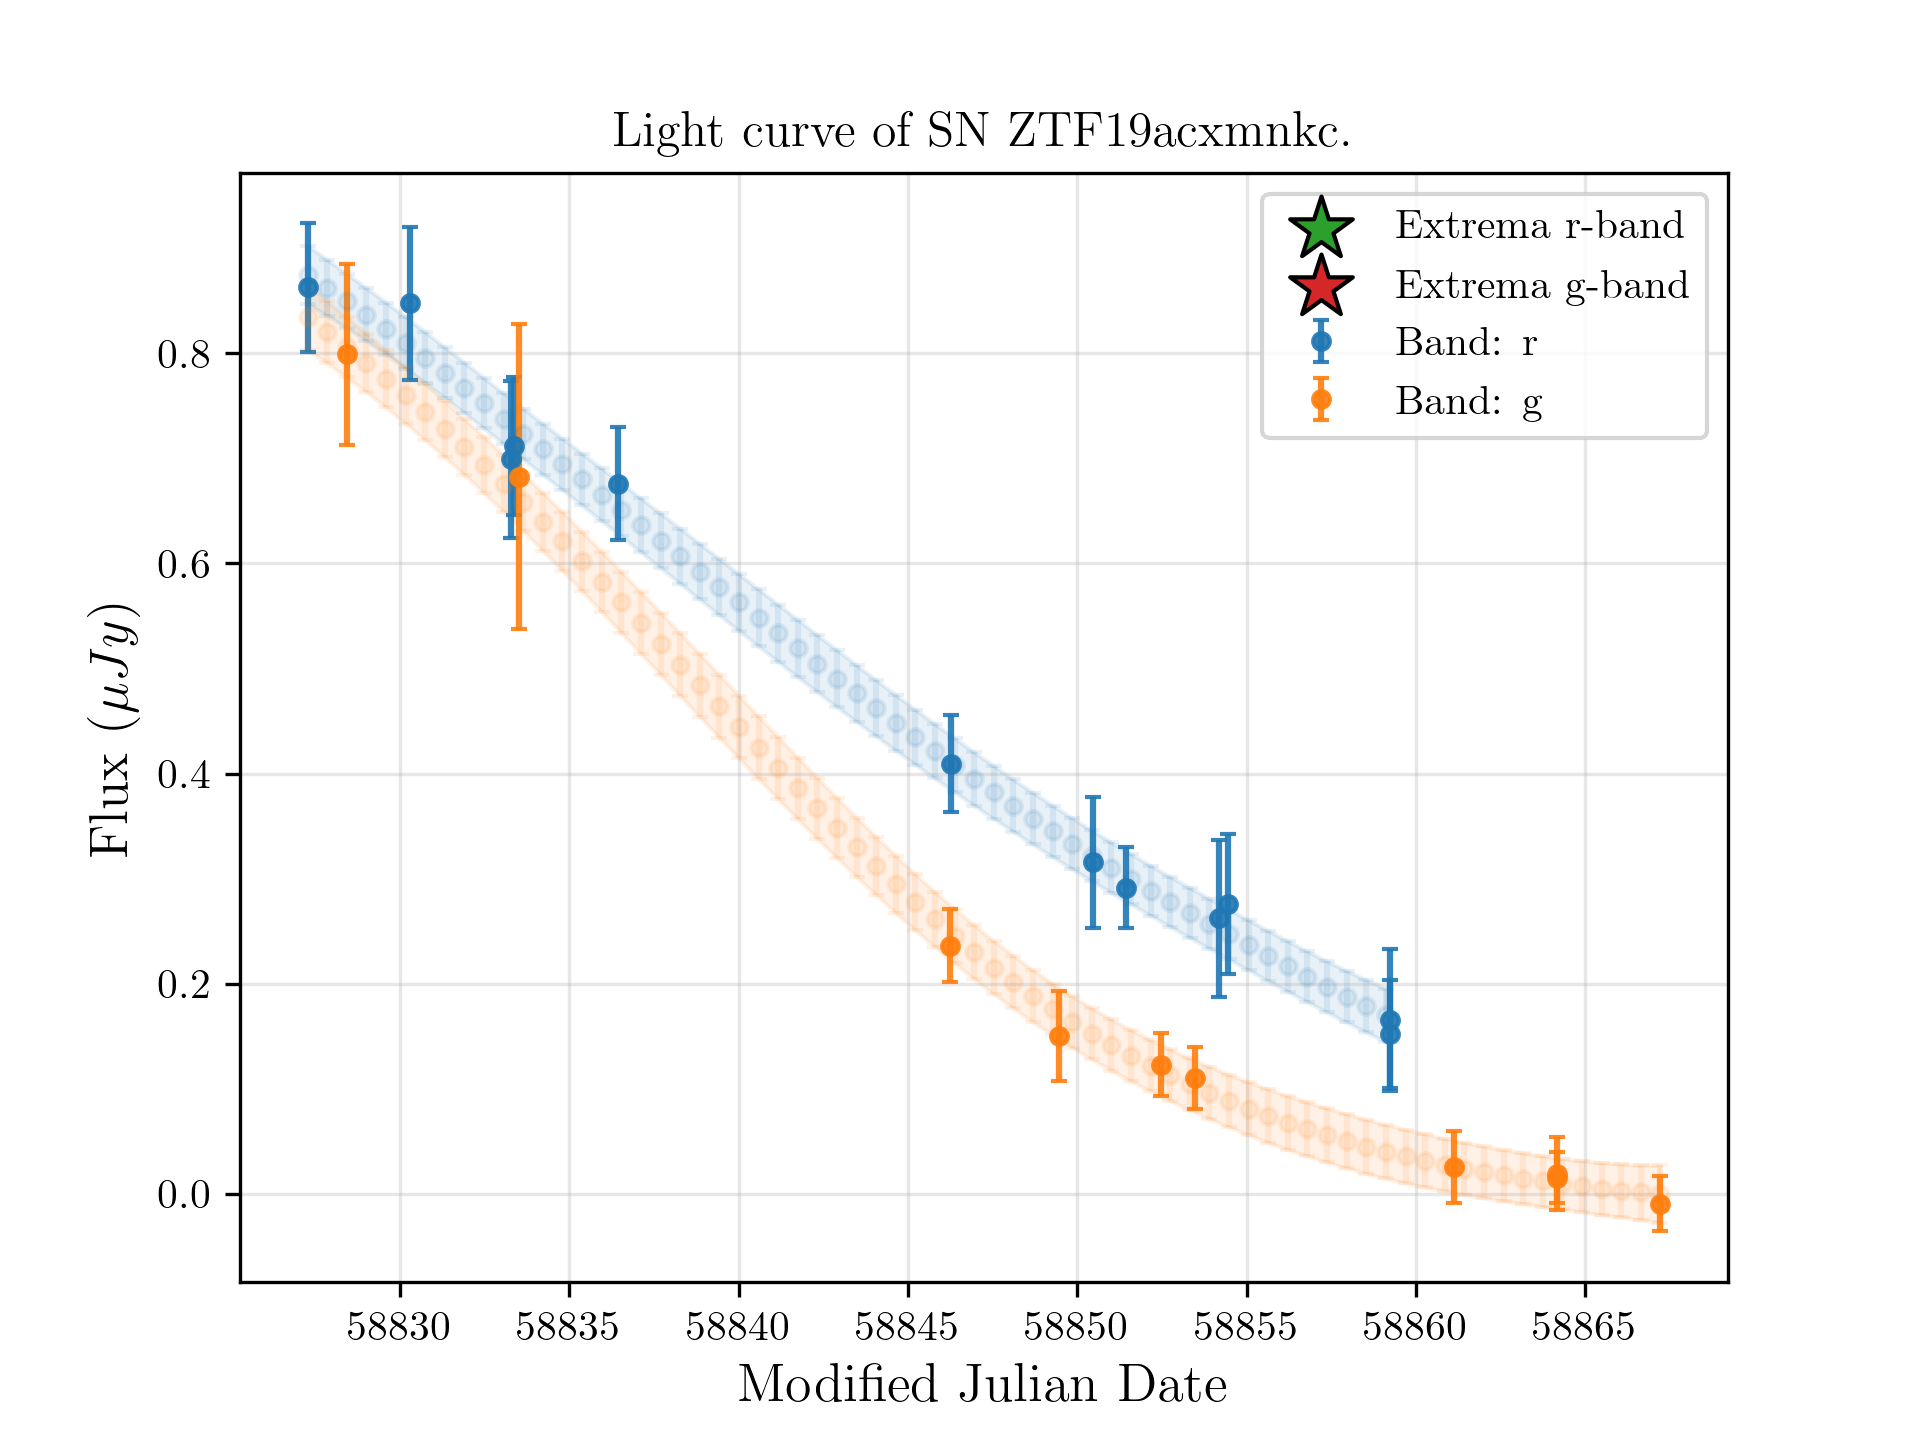 Light curve of SN ZTF19acxmnkc.
Extrema r-band
Extrema g-band
Band: r
Band: g
Flux (μJy)
0.8
0.6
0.4
0.2
0.0
58830 58835 58840 58845 58850 58855 58860 58865
Modified Julian Date